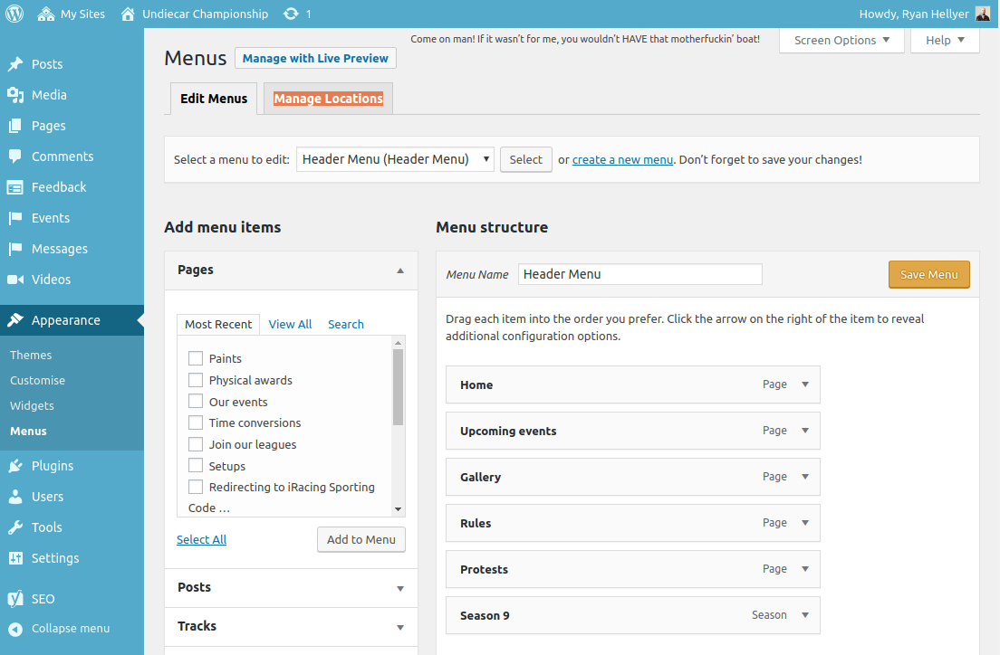 My Sites
Undiecar Championship
1
Howdy, Ryan Hellyer
Posts
Media
Pages
Comments
Feedback
Events
Messages
Videos
Appearance
Themes
Customise
Widgets
Menus
Plugins
Users
Tools
Settings
SEO
Collapse menu
Come on man! If it wasn’t for me, you wouldn’t HAVE that motherfuckin’ boat!
Screen Options
Help
Menus
Manage with Live Preview
Edit Menus
Manage Locations
Select a menu to edit: Header Menu (Header Menu) Select or create a new menu. Don’t forget to save your changes!
Add menu items
Pages
Most Recent
View All
Search
Paints
Physical awards
Our events
Time conversions
Join our leagues
Setups
Redirecting to iRacing Sporting
Code …
Select All
Add to Menu
Posts
Tracks
Menu structure
Menu Name Header Menu
Save Menu
Drag each item into the order you prefer. Click the arrow on the right of the item to reveal
additional configuration options.
Home Page
Upcoming events Page
Gallery Page
Rules Page
Protests Page
Season 9 Season